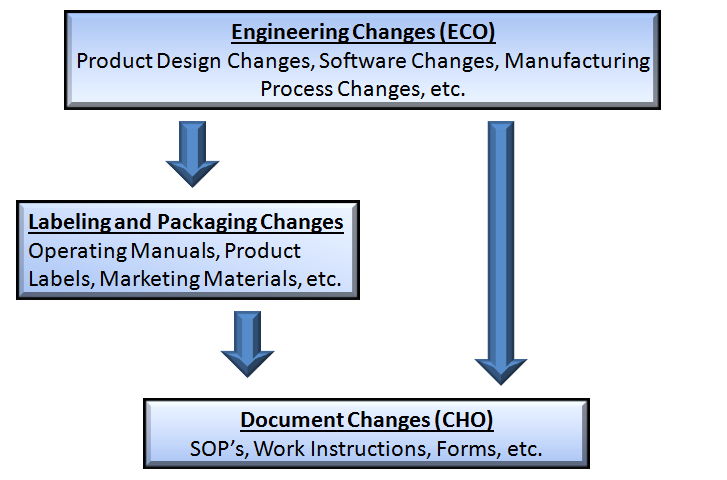 Engineering Changes (ECO)
Product Design Changes, Software Changes, Manufacturing
Process Changes, etc.
Labeling and Packaging Changes
Operating Manuals, Product
Labels, Marketing Materials, etc.
Document Changes (CHO)
SOP's, Work Instructions, Forms, etc.